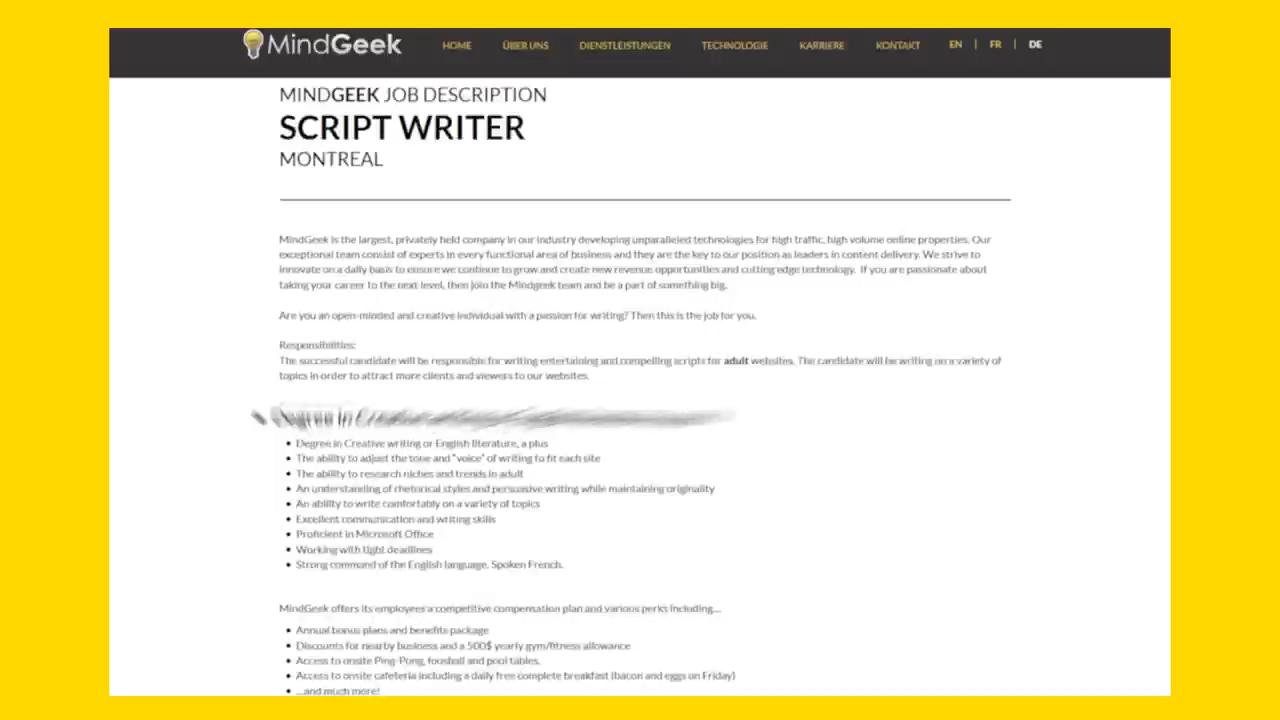 MindGeek HOME ÜBER UNS DIENSTLEISTUNGEN TECHNOLOGIE KARRIERE KONTAKT EN | FR | DE
MINDGEEK JOB DESCRIPTION
SCRIPT WRITER
MONTREAL
MindGeek is the largest, privately held company in our industry developing unparalleled technologies for high traffic, high volume online properties. Our
exceptional team consist of experts in every functional area of business and they are the key to our position as leaders in content delivery. We strive to
innovate on a daily basis to ensure we continue to grow and create new revenue opportunities and cutting edge technology. If you are passionate about
taking your career to the next level, then join the Mindgeek team and be a part of something big.
Are you an open-minded and creative individual with a passion for writing? Then this is the job for you.
Responsibilities:
The successful candidate will be responsible for writing entertaining and compelling scripts for adult websites. The candidate will be writing on a variety of
topics in order to attract more clients and viewers to our websites.
• Degree in Creative writing or English literature, a plus
• The ability to adjust the tone and "voice" of writing to fit each site
• The ability to research niches and trends in adult
• An understanding of rhetorical styles and persuasive writing while maintaining originality
• An ability to write comfortably on a variety of topics
• Excellent communication and writing skills
• Proficient in Microsoft Office
• Working with tight deadlines
• Strong command of the English language. Spoken French.
MindGeek offers its employees a competitive compensation plan and various perks including...
• Annual bonus plans and benefits package
• Discounts for nearby business and a 500$ yearly gym/fitness allowance
• Access to onsite Ping-Pong, foosball and pool tables.
• Access to onsite cafeteria including a daily free complete breakfast (bacon and eggs on Friday)
• ...and much more!